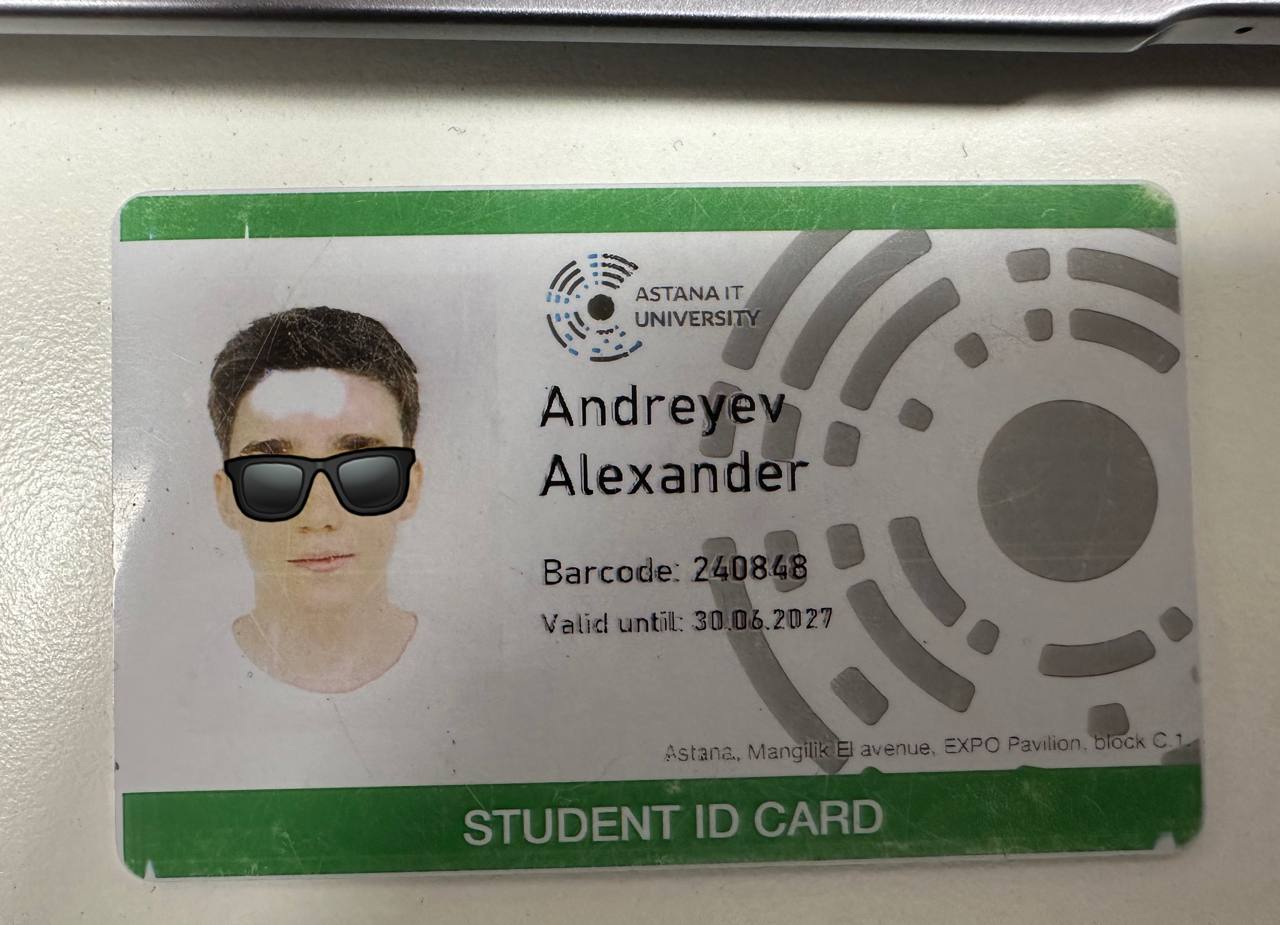 ASTANA IT
UNIVERSITY
Andreyev
Alexander
Barcode: 240848
Valid until: 30.06.2027
Astana, Mangilik El avenue, EXPO Pavilion, block C.1.
STUDENT ID CARD